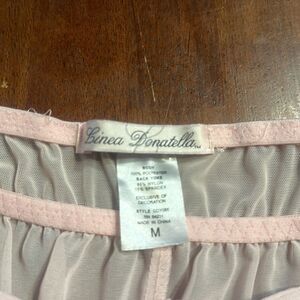 Linea Donatella
BODY
100% POLYESTER
BACK YOKE
85% NYLON
15% SPANDEX
EXCLUSIVE OF
DECORATION
MADE IN CHINA
M